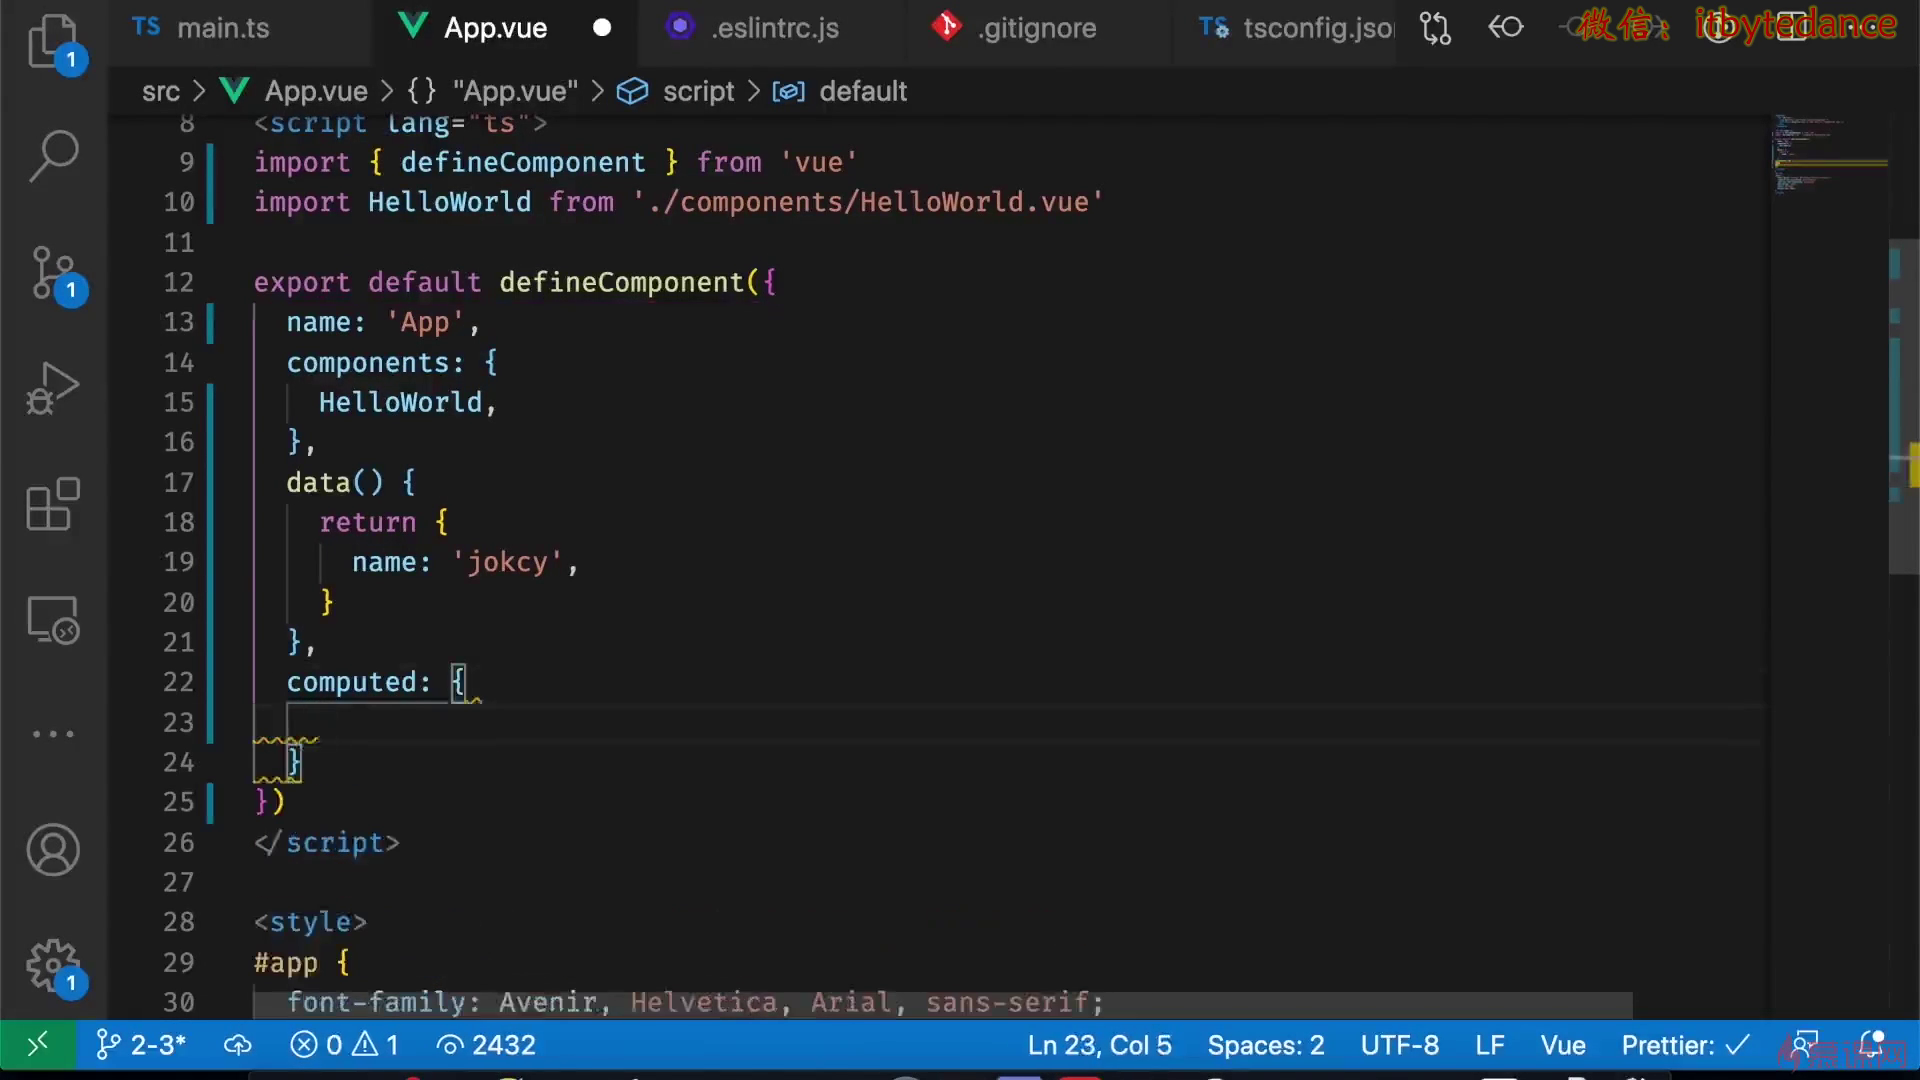 TS main.ts
App.vue
.eslintrc.js
.gitignore
TS tsconfig.jso
微信：itbytedance
src > App.vue > {} "App.vue" > script > default
8 <script lang="ts">
9 import { defineComponent } from 'vue'
10 import HelloWorld from './components/HelloWorld.vue'
11
12 export default defineComponent({
13 name: 'App',
14 components: {
15 HelloWorld,
16 },
17 data() {
18 return {
19 name: 'jokcy',
20 }
21 },
22 computed: {
23
24 }
25 })
26 </script>
27
28 <style>
29 #app {
30 font-family: Avenir, Helvetica, Arial, sans-serif;
1
1
1
2-3* 0 1 2432 Ln 23, Col 5 Spaces: 2 UTF-8 LF Vue Prettier: ✓
慕课网